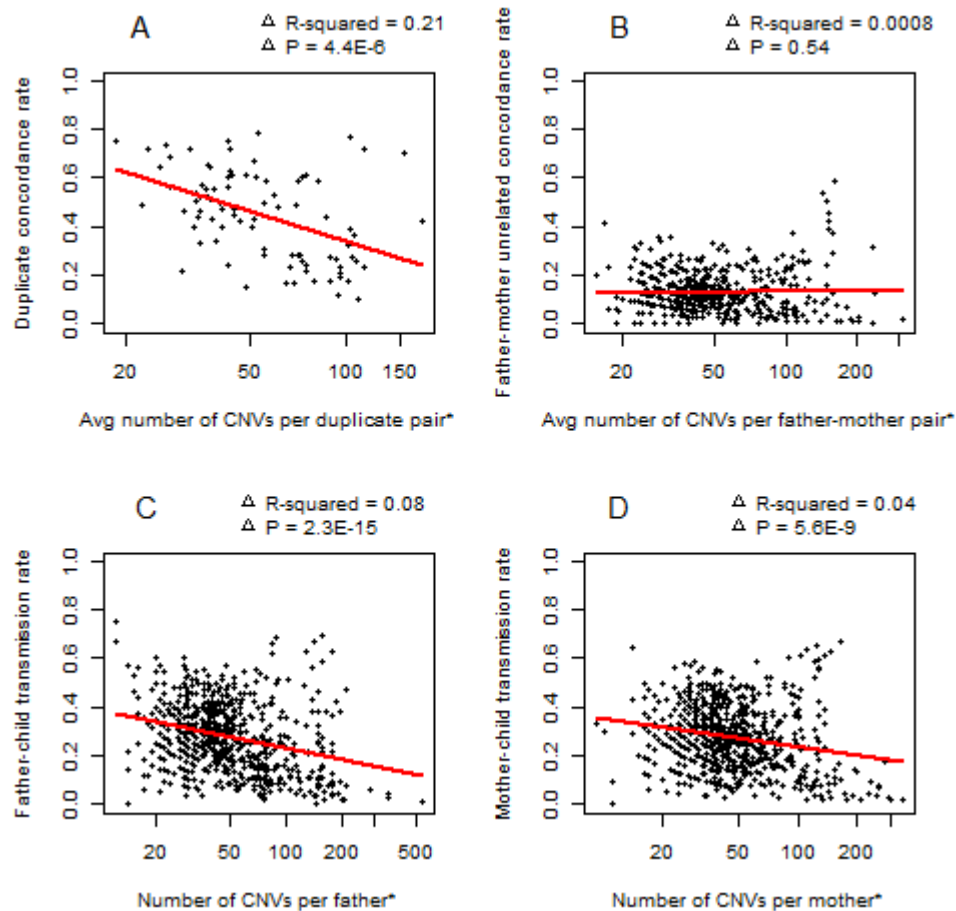 A
Δ R-squared = 0.21
Δ P = 4.4E-6
Duplicate concordance rate
1.0
0.8
0.6
0.4
0.2
0.0
20 50 100 150
Avg number of CNVs per duplicate pair*
B
Δ R-squared = 0.0008
Δ P = 0.54
Father-mother unrelated concordance rate
1.0
0.8
0.6
0.4
0.2
0.0
20 50 100 200
Avg number of CNVs per father-mother pair*
C
Δ R-squared = 0.08
Δ P = 2.3E-15
Father-child transmission rate
1.0
0.8
0.6
0.4
0.2
0.0
20 50 100 200 500
Number of CNVs per father*
D
Δ R-squared = 0.04
Δ P = 5.6E-9
Mother-child transmission rate
1.0
0.8
0.6
0.4
0.2
0.0
20 50 100 200
Number of CNVs per mother*